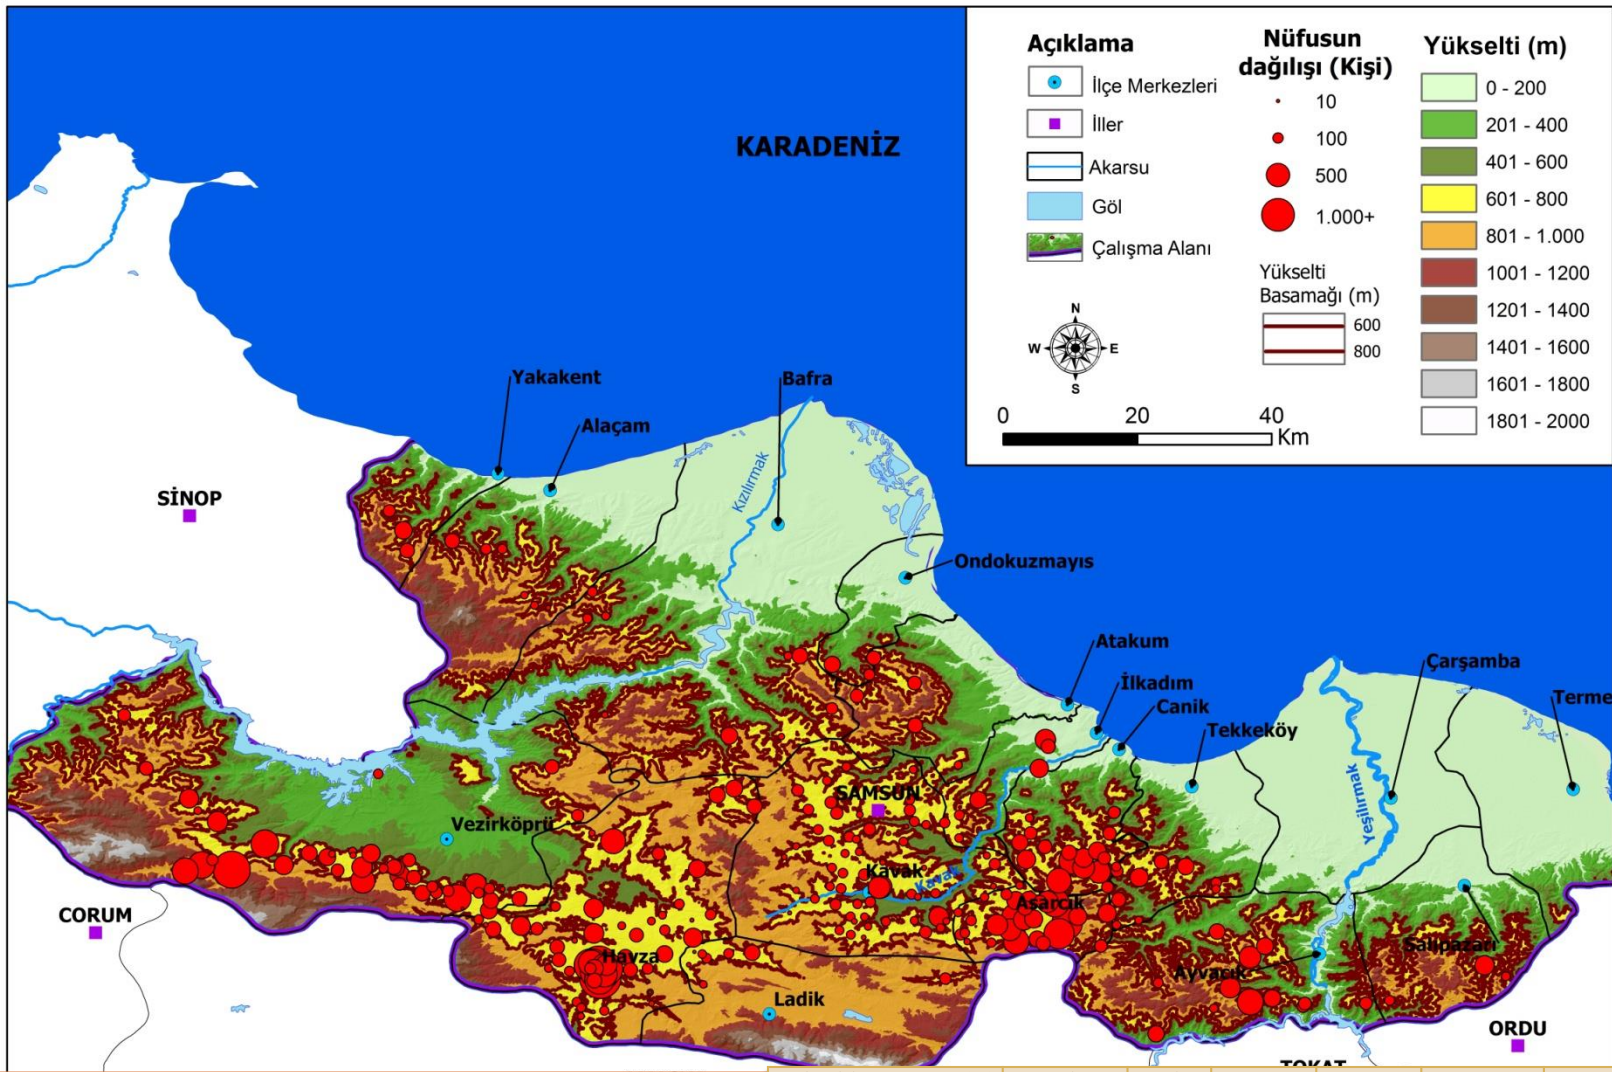 Açıklama
İlçe Merkezleri
İller
Akarsu
Göl
Çalışma Alanı
N
W
E
S
0
20
40
Km
Nüfusun
dağılışı (Kişi)
10
100
500
1.000+
Yükselti
Basamağı (m)
600
800
Yükselti (m)
0 - 200
201 - 400
401 - 600
601 - 800
801 - 1.000
1001 - 1200
1201 - 1400
1401 - 1600
1601 - 1800
1801 - 2000
KARADENİZ
Yakakent
Bafra
Alaçam
Kızılırmak
SİNOP
Ondokuzmayıs
Atakum
İlkadım
Canik
Çarşamba
Terme
Tekkeköy
Yeşilırmak
SAMSUN
Vezirköprü
Kavak
Kavak
Asarcık
ÇORUM
Havza
Salıpazarı
Ayvacık
Ladik
ORDU
TOKAT